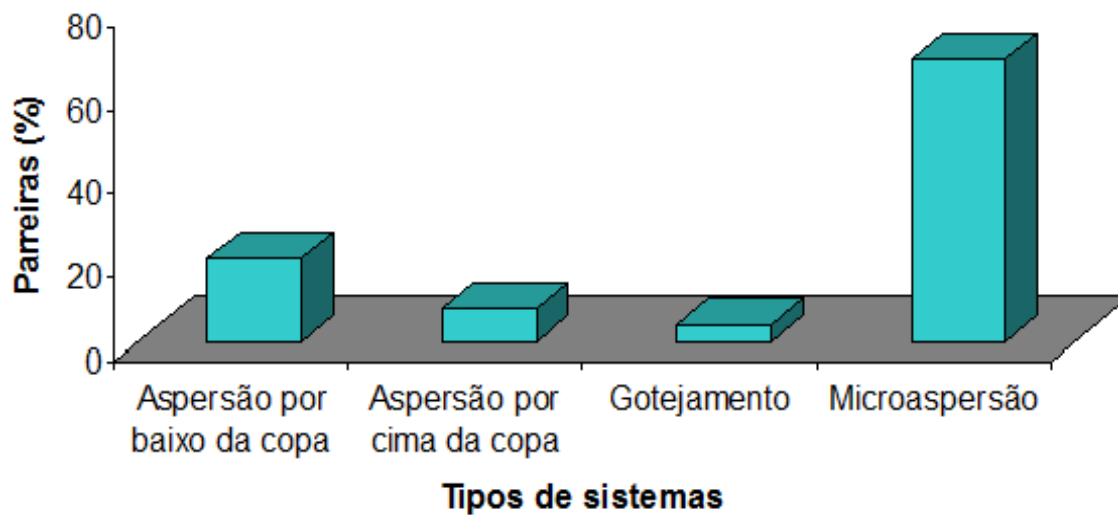 Parreiras (%)
80
60
40
20
0
Aspersão por
baixo da copa
Aspersão por
cima da copa
Gotejamento
Microaspersão
Tipos de sistemas